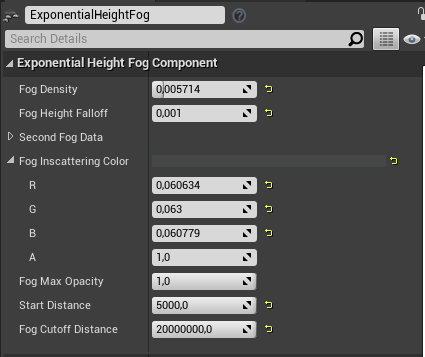 ExponentialHeightFog
Search Details
Exponential Height Fog Component
Fog Density 0,005714
Fog Height Falloff 0,001
Second Fog Data
Fog Inscattering Color
R 0,060634
G 0,063
B 0,060779
A 1,0
Fog Max Opacity 1,0
Start Distance 5000,0
Fog Cutoff Distance 20000000,0